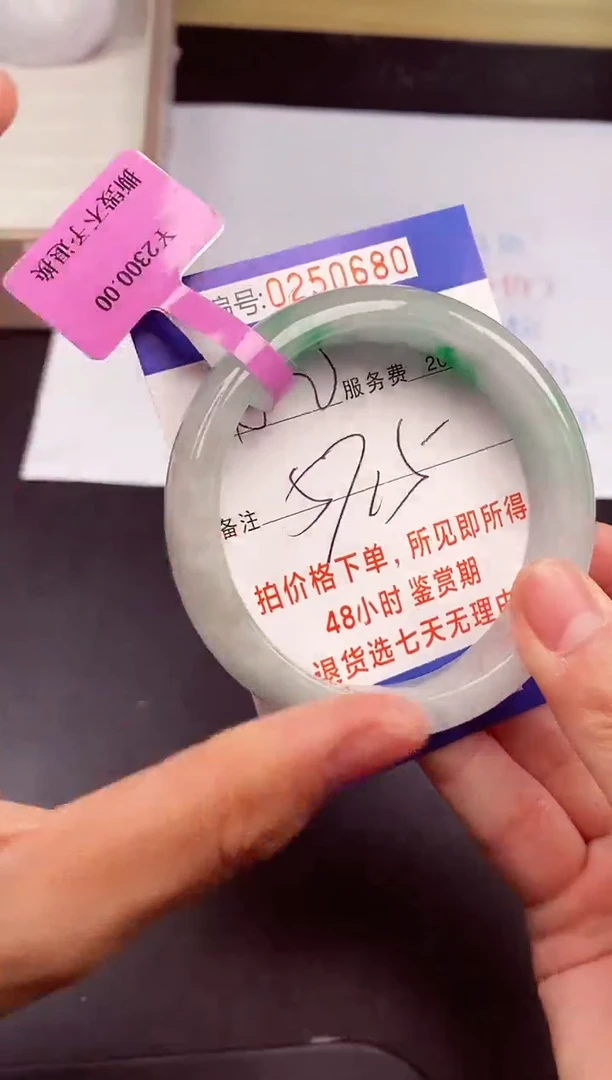 撕毁不予退换
¥2300.00
编号:0250680
服务费 20
备注 57.5
拍价格下单，所见即所得
48小时 鉴赏期
退货选七天无理由